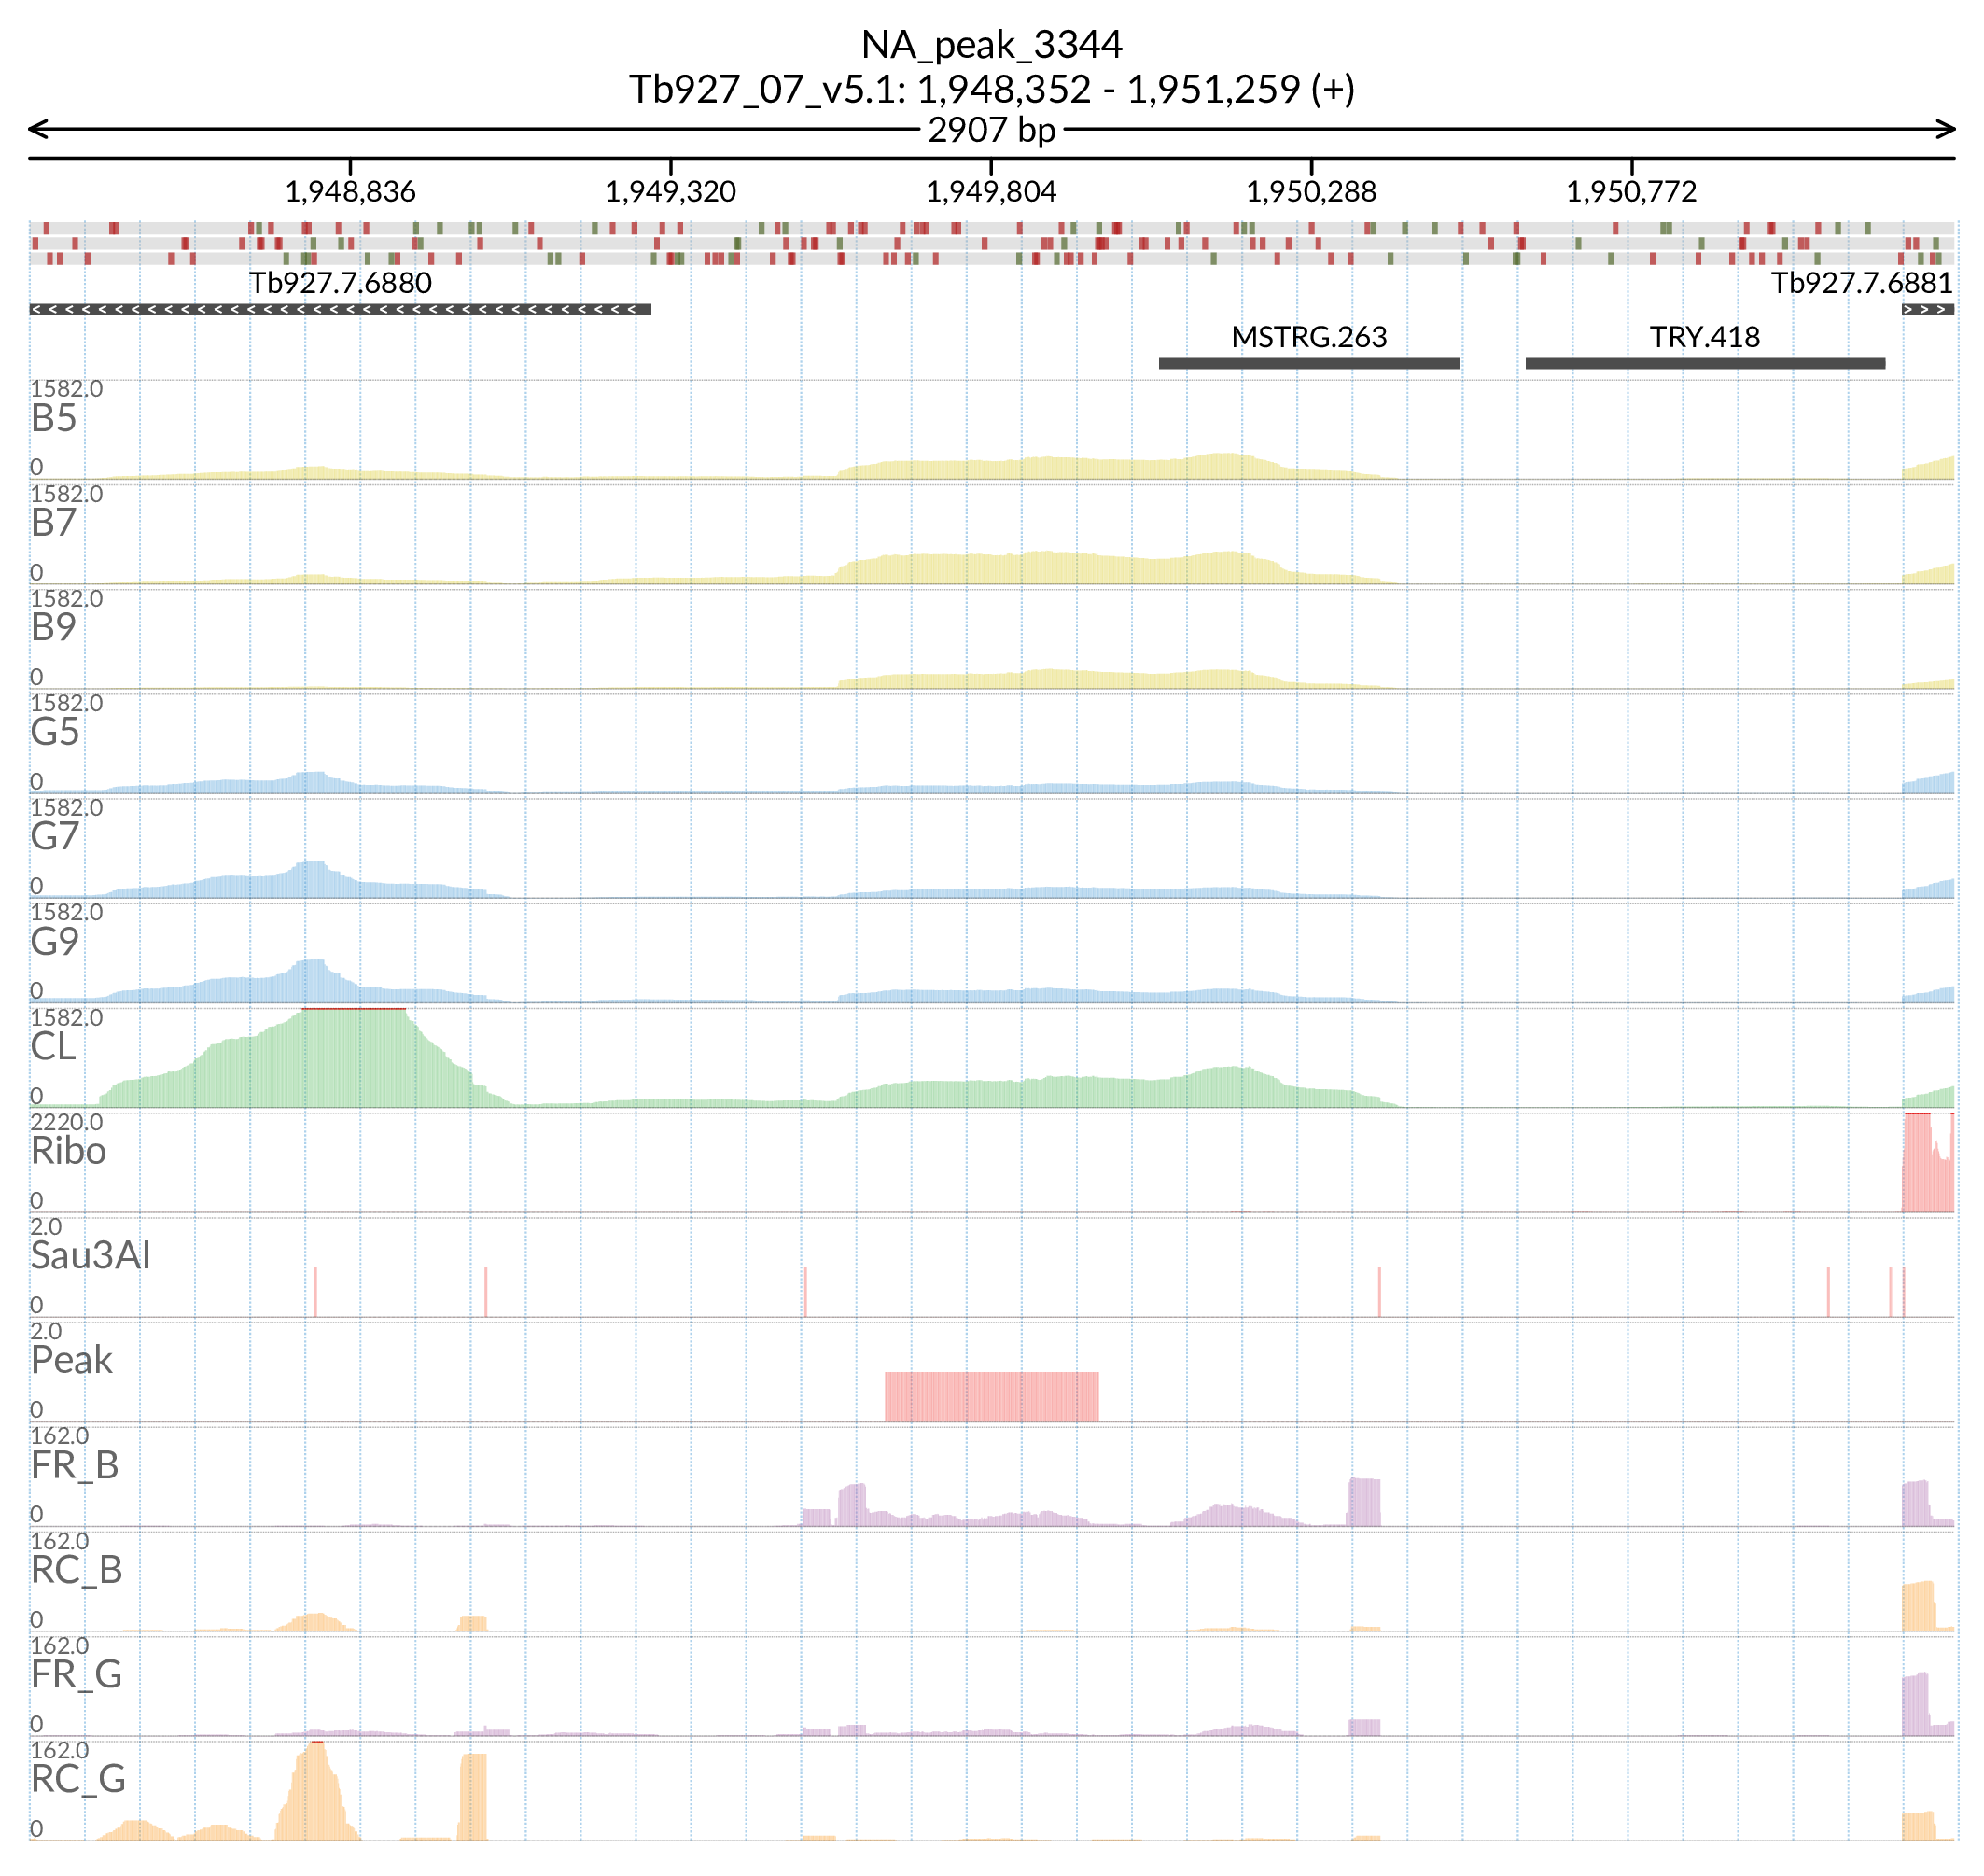 NA_peak_3344
Tb927_07_v5.1: 1,948,352 - 1,951,259 (+)
2907 bp
1,948,836 1,949,320 1,949,804 1,950,288 1,950,772
Tb927.7.6880 Tb927.7.6881
MSTRG.263 TRY.418
1582.0
B5
0
1582.0
B7
0
1582.0
B9
0
1582.0
G5
0
1582.0
G7
0
1582.0
G9
0
1582.0
CL
0
2220.0
Ribo
0
2.0
Sau3AI
0
2.0
Peak
0
162.0
FR_B
0
162.0
RC_B
0
162.0
FR_G
0
162.0
RC_G
0